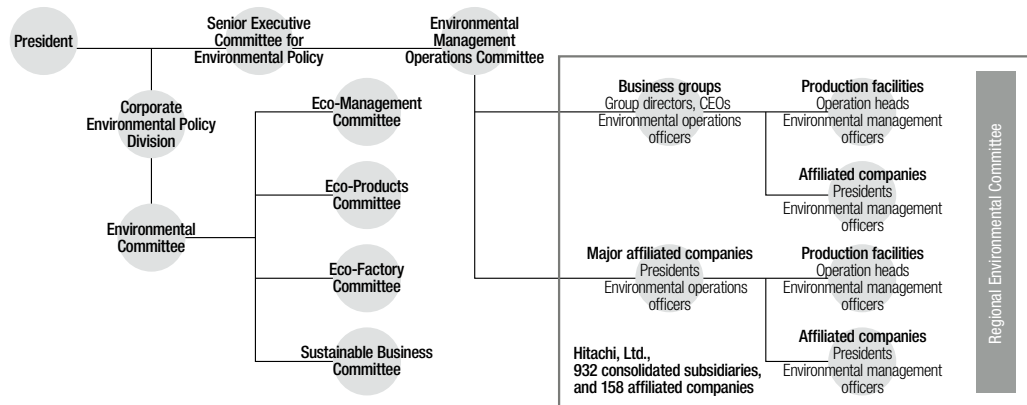 President
Senior Executive
Committee for
Environmental Policy
Environmental
Management
Operations Committee
Corporate
Environmental Policy
Division
Environmental
Committee
Eco-Management
Committee
Eco-Products
Committee
Eco-Factory
Committee
Sustainable Business
Committee
Business groups
Group directors, CEOs
Environmental operations
officers
Production facilities
Operation heads
Environmental management
officers
Affiliated companies
Presidents
Environmental management
officers
Major affiliated companies
Presidents
Environmental operations
officers
Production facilities
Operation heads
Environmental management
officers
Affiliated companies
Presidents
Environmental management
officers
Hitachi, Ltd.,
932 consolidated subsidiaries,
and 158 affiliated companies
Regional Environmental Committee